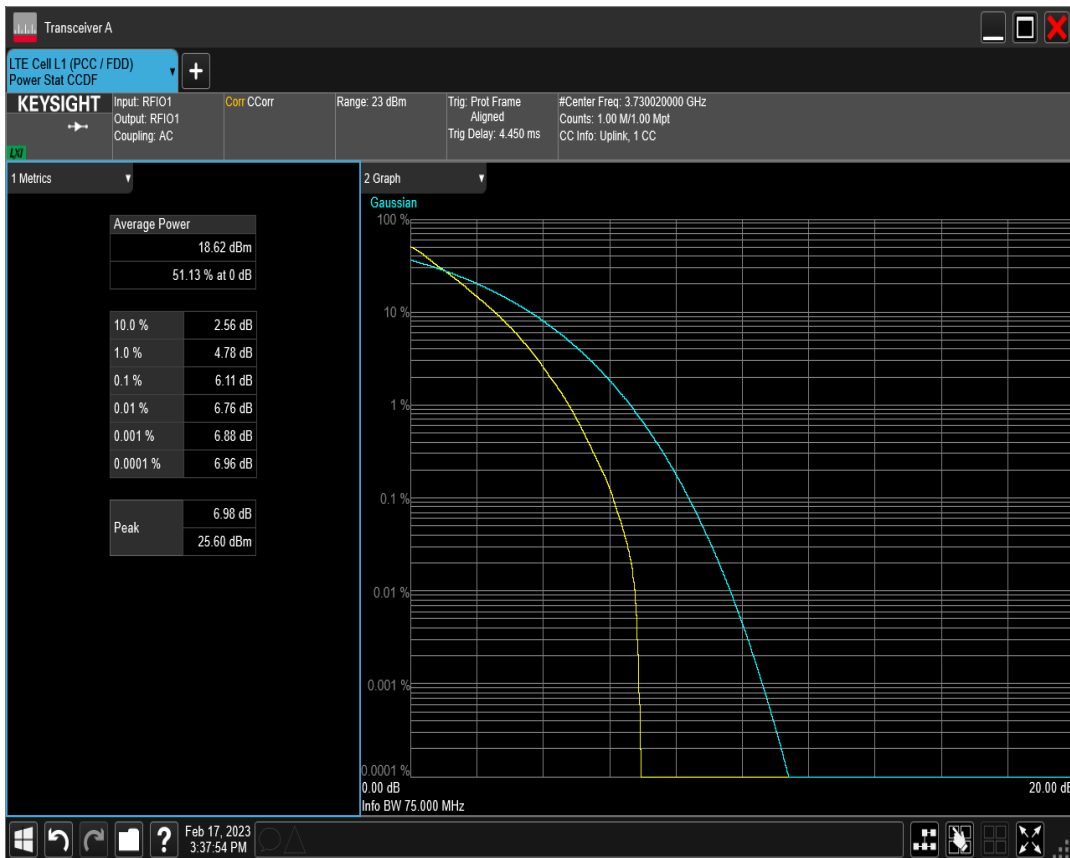 Transceiver A
LTE Cell L1 (PCC / FDD)
Power Stat CCDF
KEYSIGHT
LXI
Input: RFIO1
Output: RFIO1
Coupling: AC
Corr CCorr
Range: 23 dBm
Trig: Prot Frame
Aligned
Trig Delay: 4.450 ms
#Center Freq: 3.730020000 GHz
Counts: 1.00 M/1.00 Mpt
CC Info: Uplink, 1 CC
1 Metrics
Average Power
18.62 dBm
51.13 % at 0 dB
10.0 % 2.56 dB
1.0 % 4.78 dB
0.1 % 6.11 dB
0.01 % 6.76 dB
0.001 % 6.88 dB
0.0001 % 6.96 dB
Peak
6.98 dB
25.60 dBm
2 Graph
Gaussian
100 %
10 %
1 %
0.1 %
0.01 %
0.001 %
0.0001 %
0.00 dB
20.00 dB
Info BW 75.000 MHz
Feb 17, 2023
3:37:54 PM